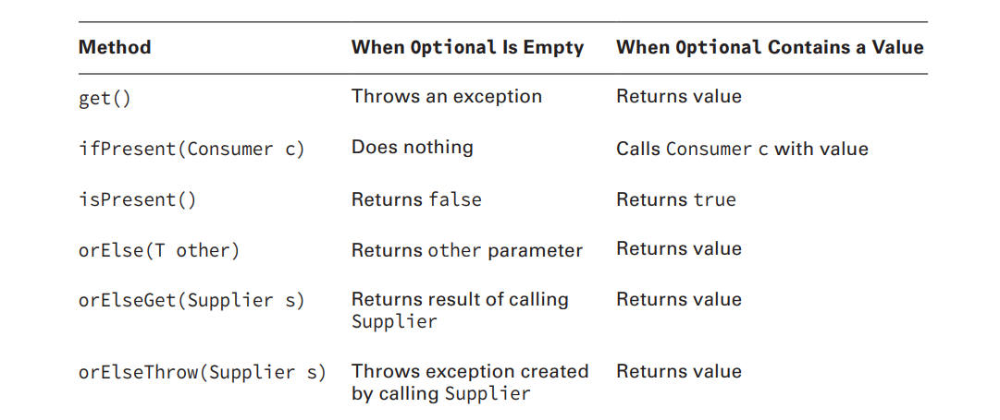 Method When Optional Is Empty When Optional Contains a Value
get() Throws an exception Returns value
ifPresent(Consumer c) Does nothing Calls Consumer c with value
isPresent() Returns false Returns true
orElse(T other) Returns other parameter Returns value
orElseGet(Supplier s) Returns result of calling Returns value
Supplier
orElseThrow(Supplier s) Throws exception created Returns value
by calling Supplier